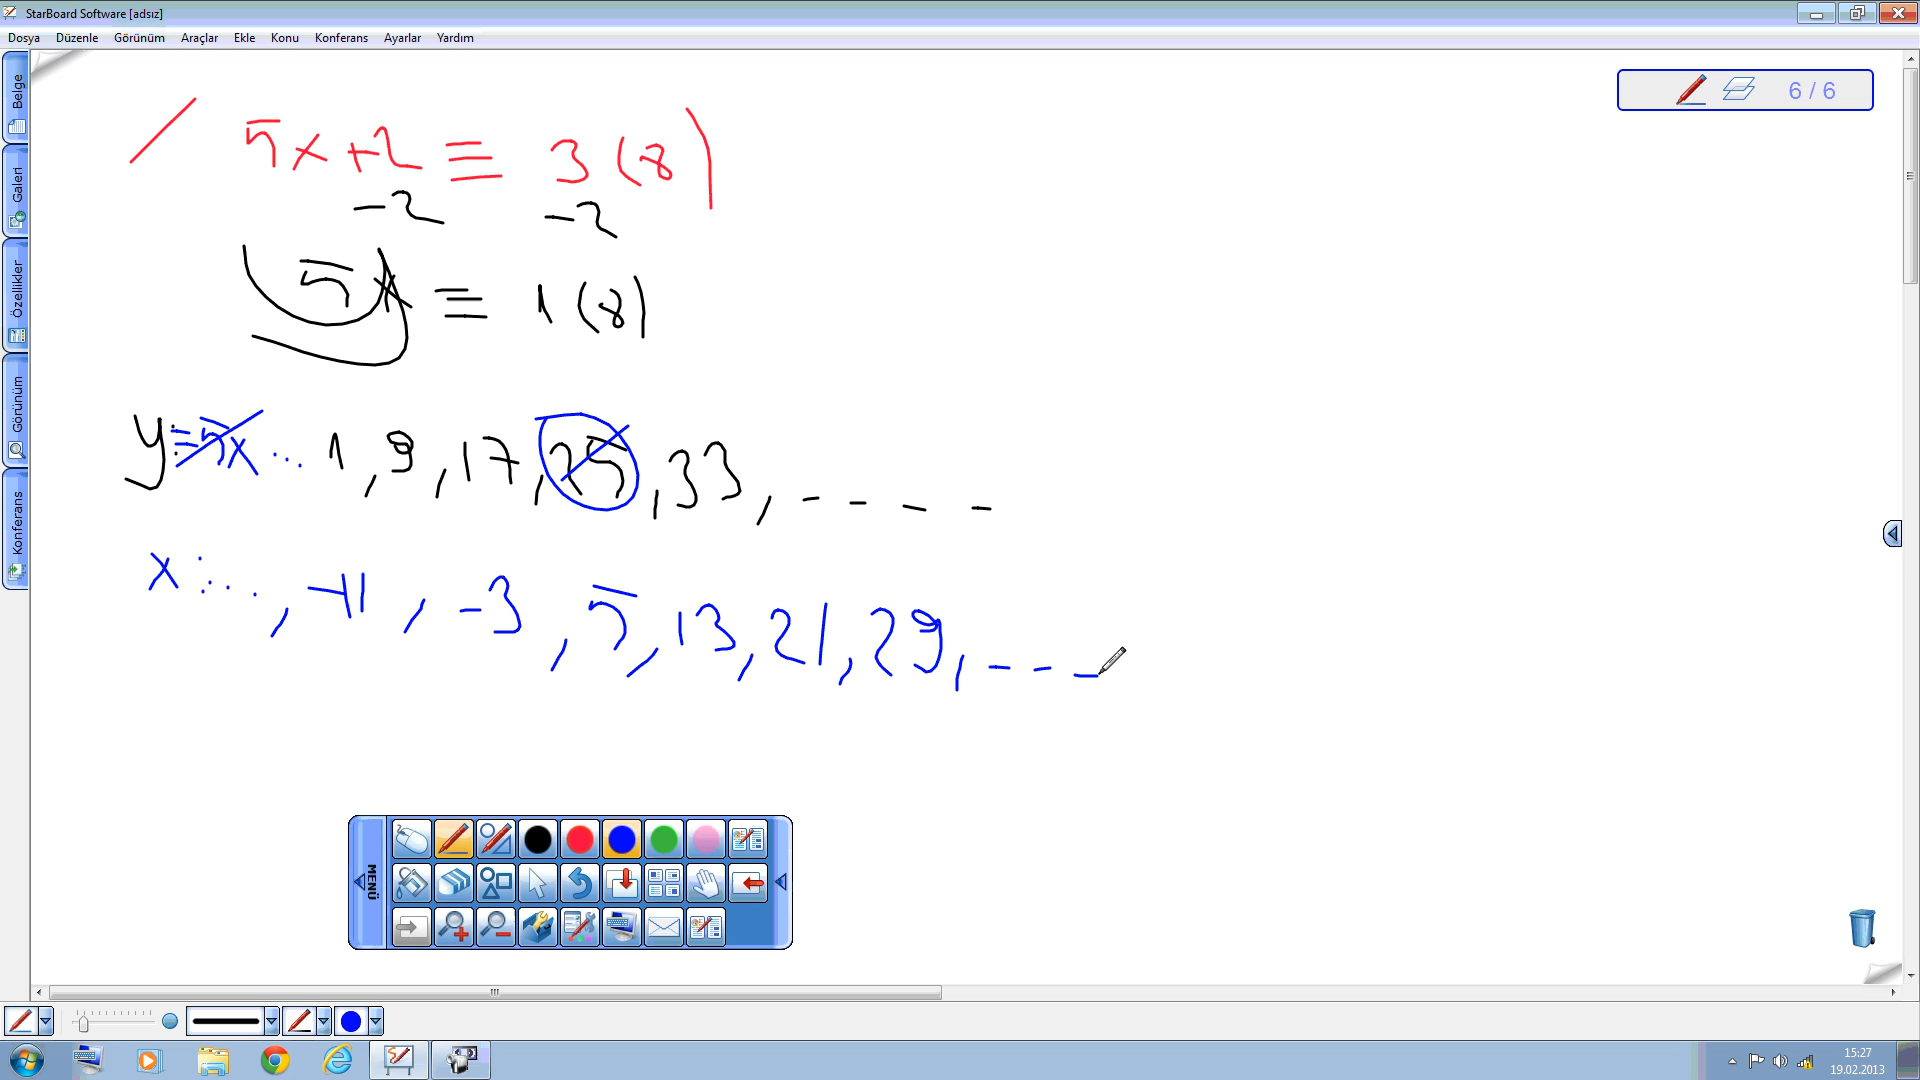 StarBoard Software [adsız]
Dosya Düzenle Görünüm Araçlar Ekle Konu Konferans Ayarlar Yardım
Belge
Galeri
Özellikler
Görünüm
Konferans
6 / 6
5x+2 ≡ 3 (8)
-2 -2
5x ≡ 1 (8)
y:≡5x ... 1, 9, 17, 25, 33, - - - -
x: ..., -11, -3, 5, 13, 21, 29, - - -
MENÜ
15:27
19.02.2013